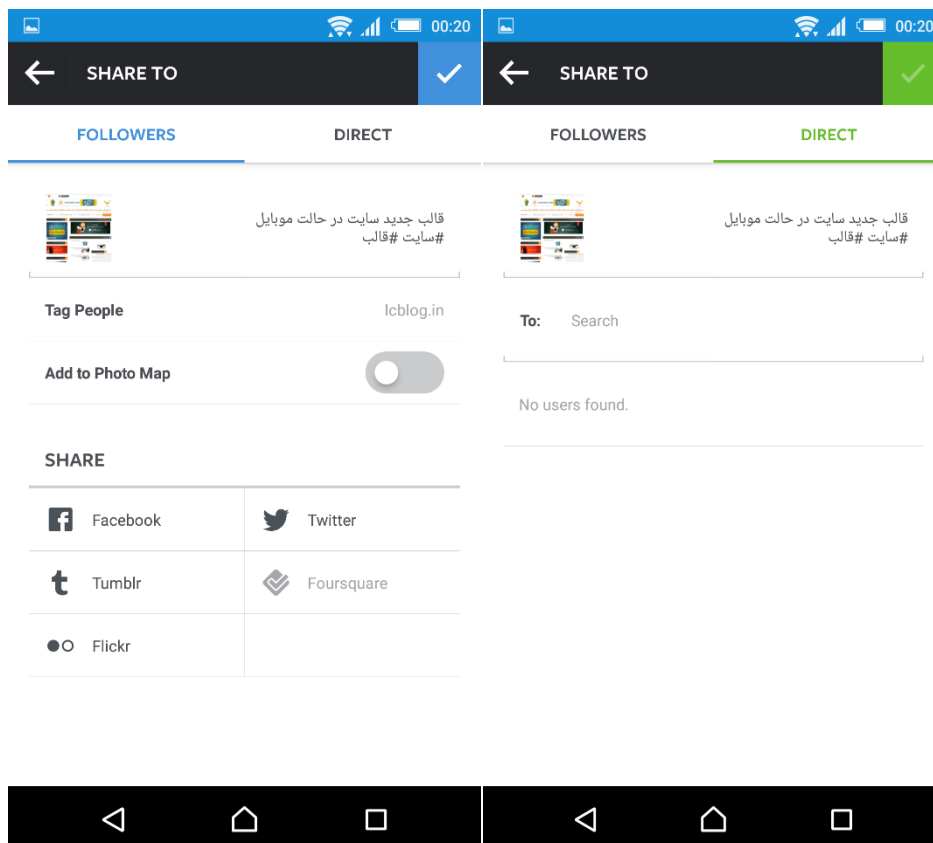 00:20
SHARE TO
FOLLOWERS DIRECT
قالب جدید سایت در حالت موبایل
#سایت #قالب
Tag People lcblog.in
Add to Photo Map
SHARE
Facebook Twitter
Tumblr Foursquare
Flickr
00:20
SHARE TO
FOLLOWERS DIRECT
قالب جدید سایت در حالت موبایل
#سایت #قالب
To: Search
No users found.